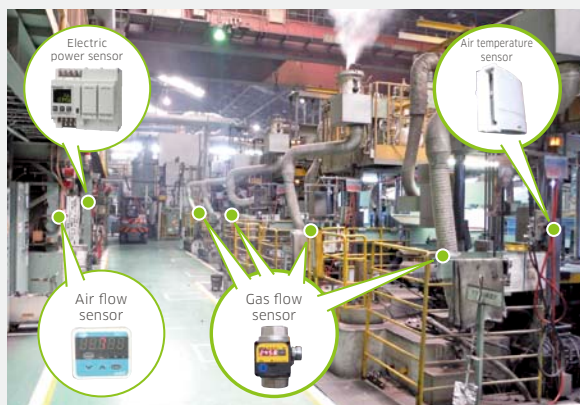 Electric
power sensor
Air temperature
sensor
Air flow
sensor
Gas flow
sensor